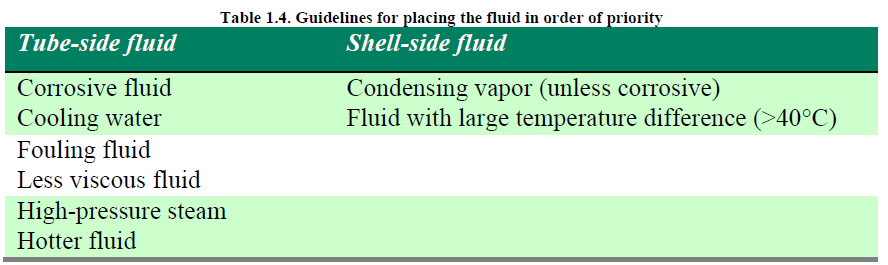 Table 1.4. Guidelines for placing the fluid in order of priority
Tube-side fluid Shell-side fluid
Corrosive fluid Condensing vapor (unless corrosive)
Cooling water Fluid with large temperature difference (>40°C)
Fouling fluid
Less viscous fluid
High-pressure steam
Hotter fluid